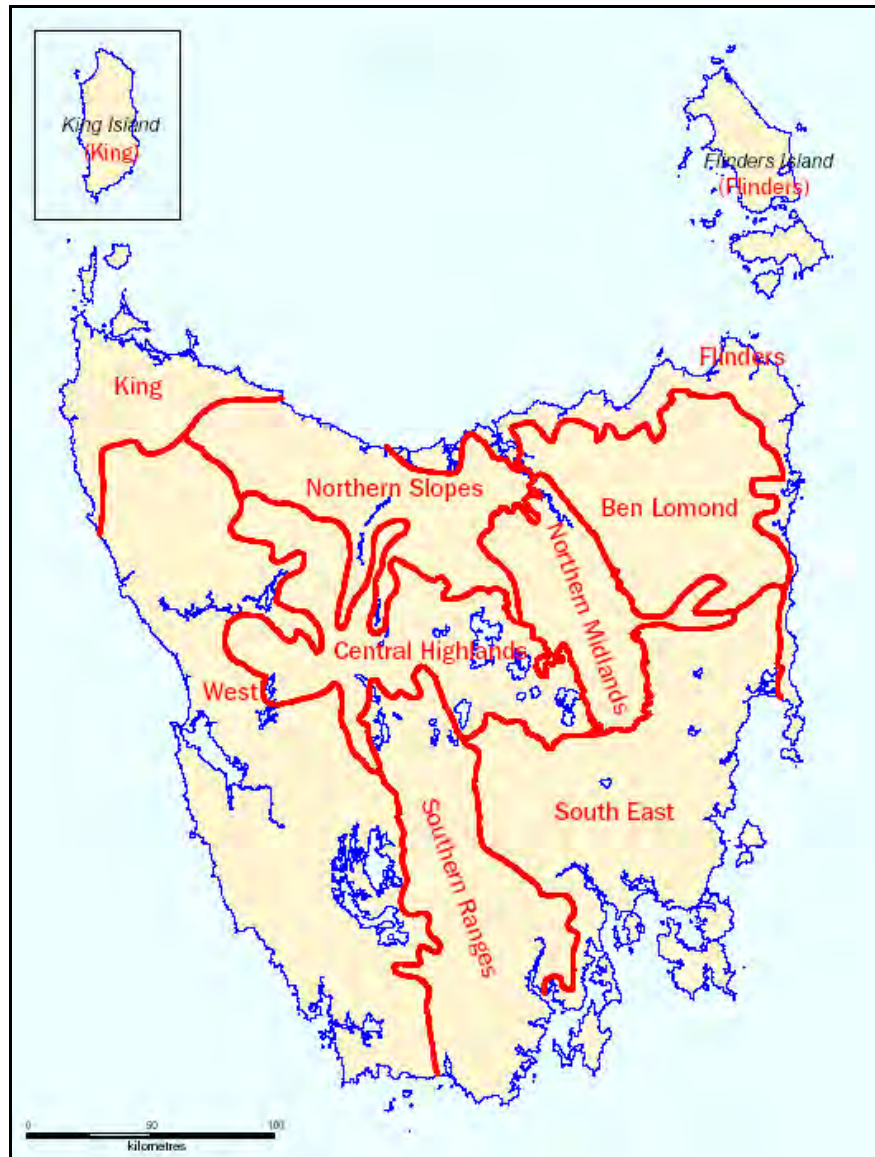 King Island
(King)
Flinders Island
(Flinders)
Flinders
King
Northern Slopes
Ben Lomond
Northern Midlands
Central Highlands
West
South East
Southern Ranges
0 50 100
kilometres